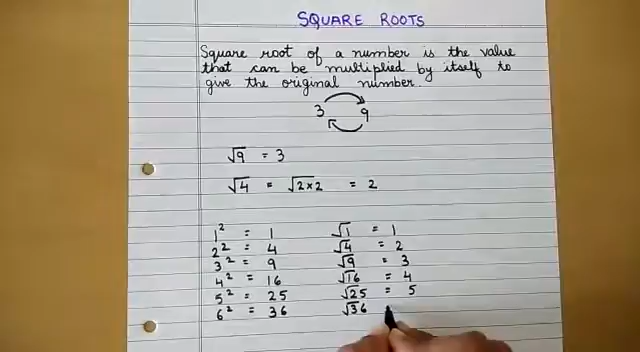 SQUARE ROOTS
Square root of a number is the value
that can be multiplied by itself to
give the original number.
3 9
√9 = 3
√4 = √2×2 = 2
1² = 1 √1 = 1
2² = 4 √4 = 2
3² = 9 √9 = 3
4² = 16 √16 = 4
5² = 25 √25 = 5
6² = 36 √36